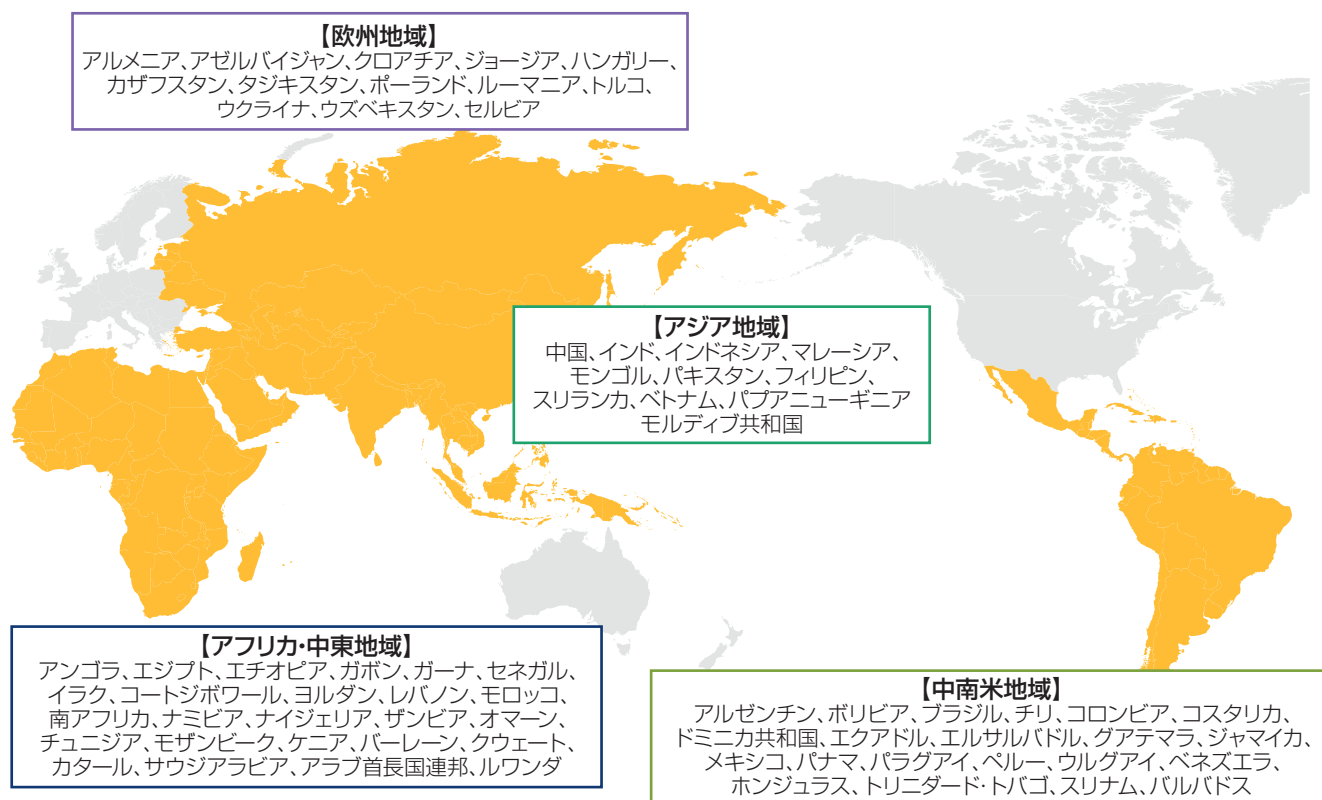 【欧州地域】
アルメニア、アゼルバイジャン、クロアチア、ジョージア、ハンガリー、
カザフスタン、タジキスタン、ポーランド、ルーマニア、トルコ、
ウクライナ、ウズベキスタン、セルビア
【アジア地域】
中国、インド、インドネシア、マレーシア、
モンゴル、パキスタン、フィリピン、
スリランカ、ベトナム、パプアニューギニア
モルディブ共和国
【アフリカ・中東地域】
アンゴラ、エジプト、エチオピア、ガボン、ガーナ、セネガル、
イラク、コートジボワール、ヨルダン、レバノン、モロッコ、
南アフリカ、ナミビア、ナイジェリア、ザンビア、オマーン、
チュニジア、モザンビーク、ケニア、バーレーン、クウェート、
カタール、サウジアラビア、アラブ首長国連邦、ルワンダ
【中南米地域】
アルゼンチン、ボリビア、ブラジル、チリ、コロンビア、コスタリカ、
ドミニカ共和国、エクアドル、エルサルバドル、グアテマラ、ジャマイカ、
メキシコ、パナマ、パラグアイ、ペルー、ウルグアイ、ベネズエラ、
ホンジュラス、トリニダード・トバゴ、スリナム、バルバドス